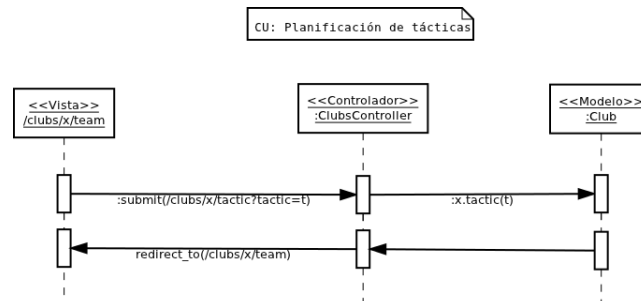 CU: Planificación de tácticas
<<Vista>>
/clubs/x/team
<<Controlador>>
:ClubsController
<<Modelo>>
:Club
:submit(/clubs/x/tactic?tactic=t)
:x.tactic(t)
redirect_to(/clubs/x/team)